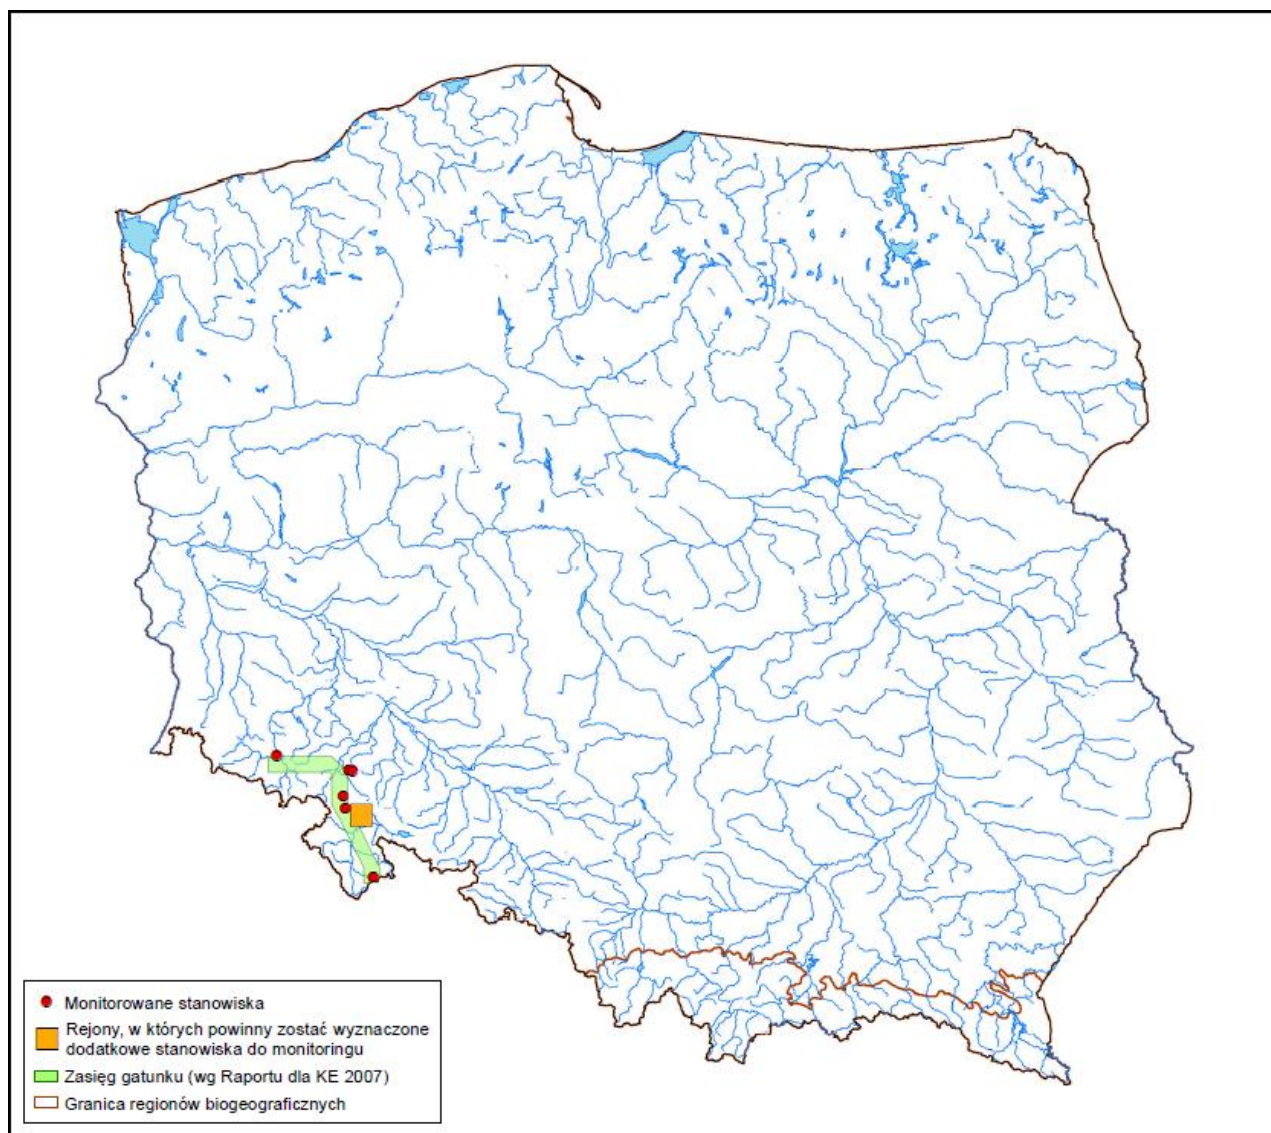 Monitorowane stanowiska
Rejony, w których powinny zostać wyznaczone
dodatkowe stanowiska do monitoringu
Zasięg gatunku (wg Raportu dla KE 2007)
Granica regionów biogeograficznych